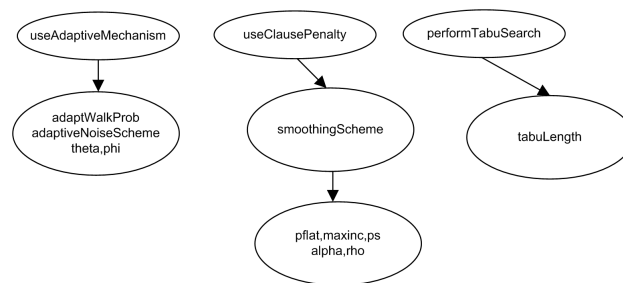 useAdaptiveMechanism
useClausePenalty
performTabuSearch
adaptWalkProb
adaptiveNoiseScheme
theta,phi
smoothingScheme
tabuLength
pflat,maxinc,ps
alpha,rho